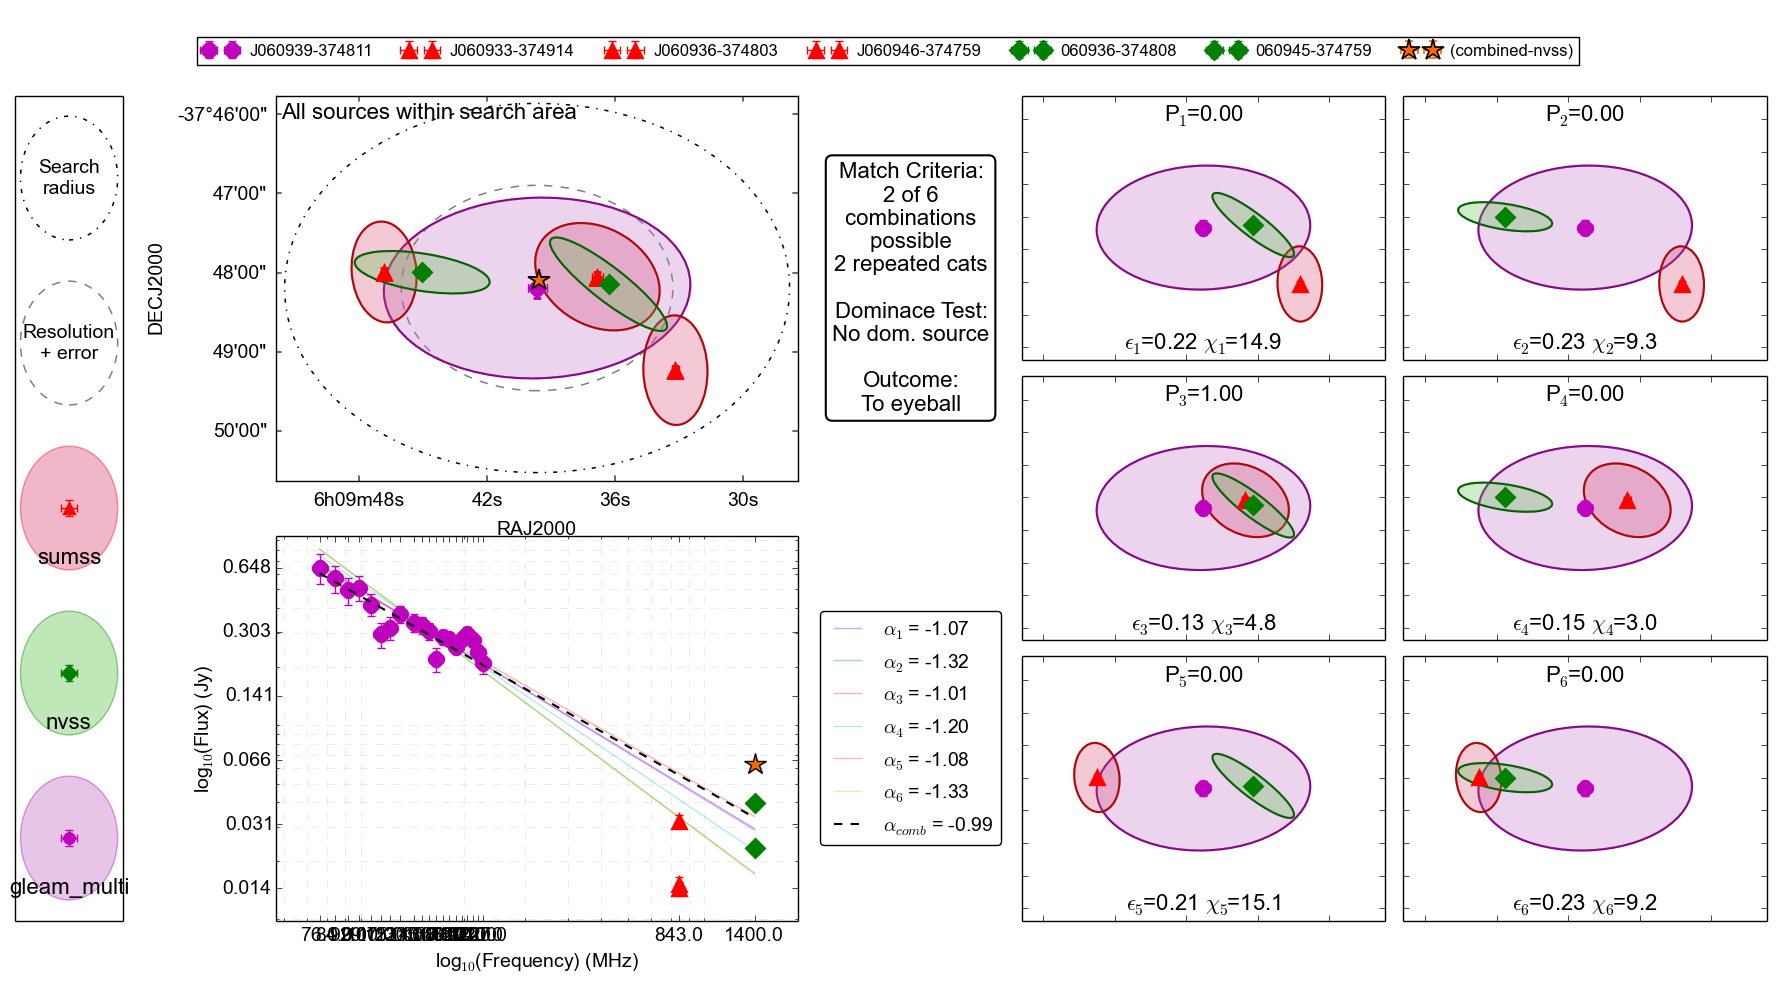 J060939-374811 J060933-374914 J060936-374803 J060946-374759 060936-374808 060945-374759 (combined-nvss)
Search
radius
Resolution
+ error
sumss
nvss
gleam_multi
All sources within search area
DECJ2000
-37°46'00"
47'00"
48'00"
49'00"
50'00"
6h09m48s 42s 36s 30s
RAJ2000
Match Criteria:
2 of 6
combinations
possible
2 repeated cats
Dominace Test:
No dom. source
Outcome:
To eyeball
log10(Flux) (Jy)
0.648
0.303
0.141
0.066
0.031
0.014
843.0 1400.0
log10(Frequency) (MHz)
α1 = -1.07
α2 = -1.32
α3 = -1.01
α4 = -1.20
α5 = -1.08
α6 = -1.33
αcomb = -0.99
P1=0.00
ϵ1=0.22 χ1=14.9
P2=0.00
ϵ2=0.23 χ2=9.3
P3=1.00
ϵ3=0.13 χ3=4.8
P4=0.00
ϵ4=0.15 χ4=3.0
P5=0.00
ϵ5=0.21 χ5=15.1
P6=0.00
ϵ6=0.23 χ6=9.2